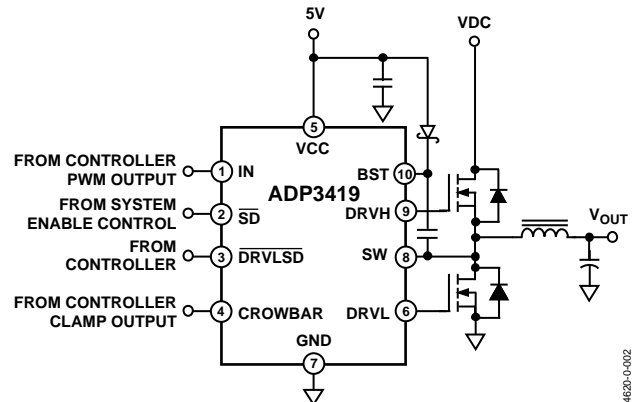 5V
VDC
5
VCC
FROM CONTROLLER
PWM OUTPUT
1
IN
BST
10
ADP3419
FROM SYSTEM
ENABLE CONTROL
2
SD
DRVH
9
VOUT
FROM
CONTROLLER
3
DRVLSD
SW
8
FROM CONTROLLER
CLAMP OUTPUT
4
CROWBAR
DRVL
6
GND
7
4620-0-002